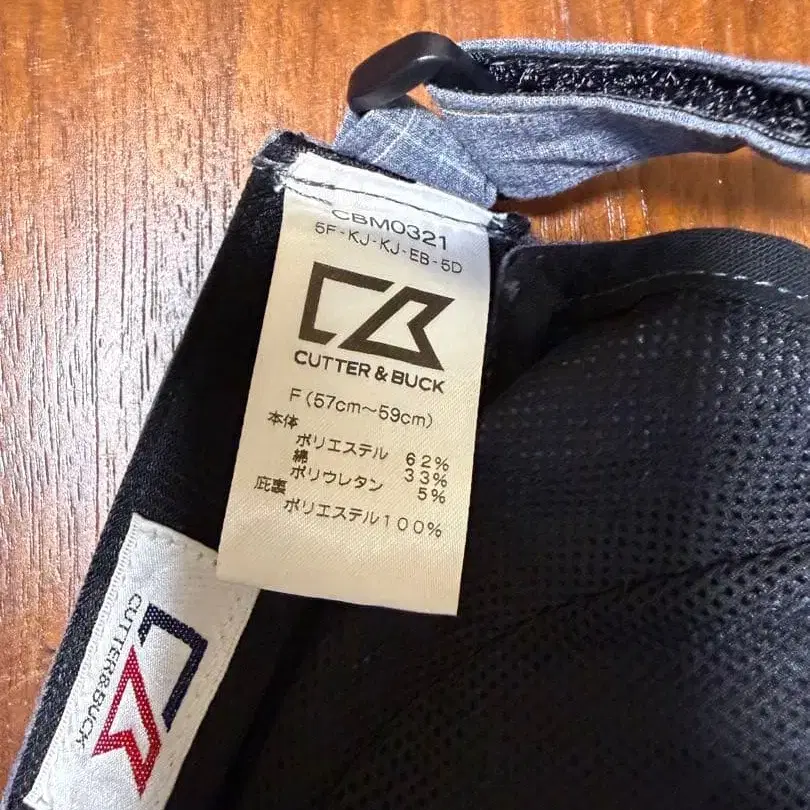 CBM0321
5F-KJ-KJ-EB-5D
CUTTER & BUCK
F(57cm～59cm)
本体
ポリエステル 62%
綿 33%
ポリウレタン 5%
庇裏
ポリエステル100%
CUTTER&BUCK